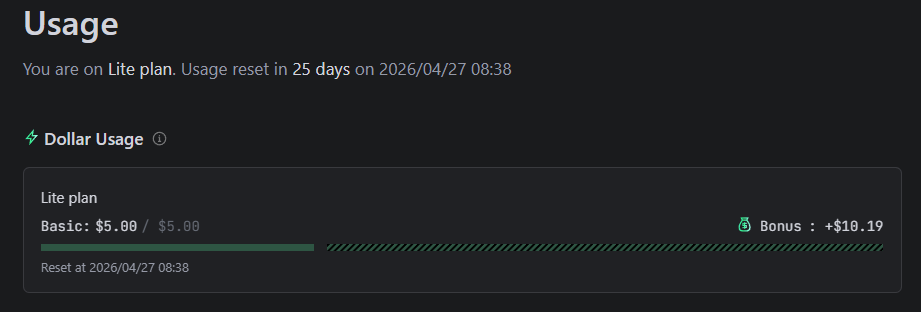 Usage
You are on Lite plan. Usage reset in 25 days on 2026/04/27 08:38
Dollar Usage
Lite plan
Basic: $5.00 / $5.00
Bonus : +$10.19
Reset at 2026/04/27 08:38